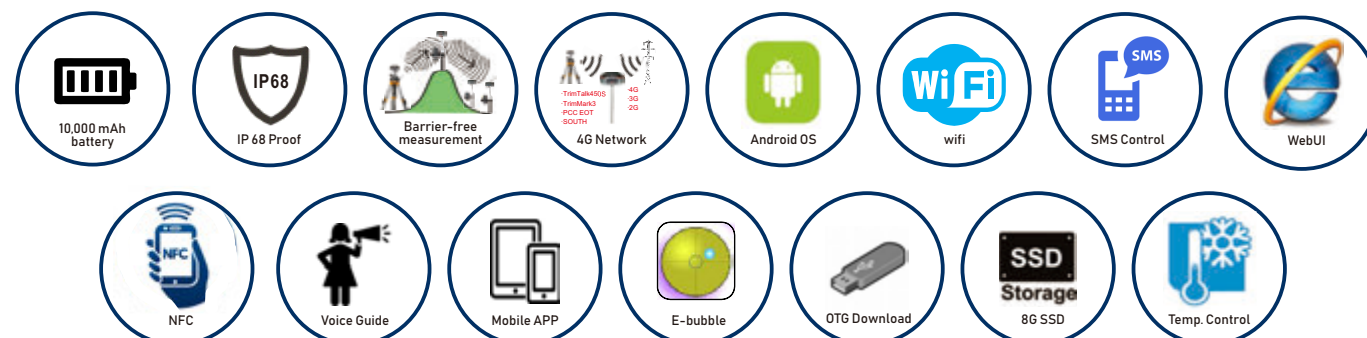 10,000 mAh
battery
IP68
IP 68 Proof
Barrier-free
measurement
·TrimTalk450S
·TrimMark3
·PCC EOT
·SOUTH
·4G
·3G
·2G
4G Network
Android OS
WiFi
wifi
SMS
SMS Control
WebUI
NFC
NFC
Voice Guide
Mobile APP
E-bubble
OTG Download
SSD
Storage
8G SSD
Temp. Control